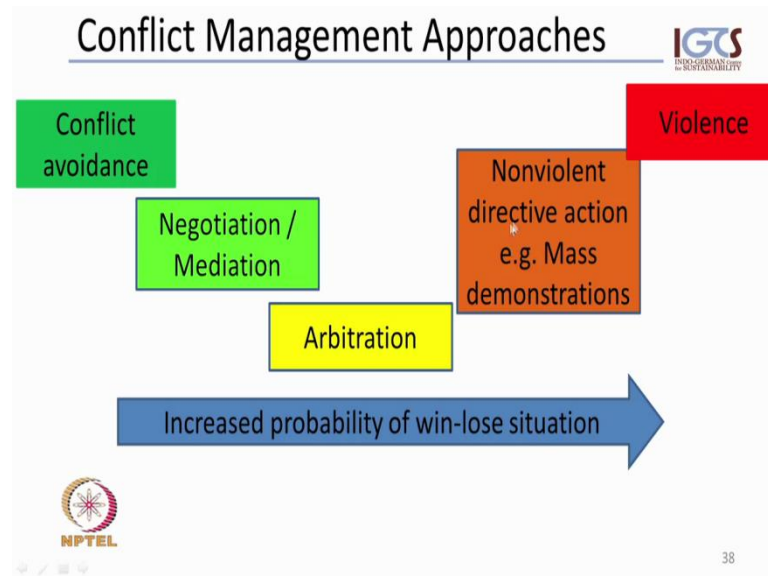 Conflict Management Approaches
IGCS
INDO-GERMAN Centre
for SUSTAINABILITY
Conflict
avoidance
Negotiation /
Mediation
Arbitration
Nonviolent
directive action
e.g. Mass
demonstrations
Violence
Increased probability of win-lose situation
NPTEL
38